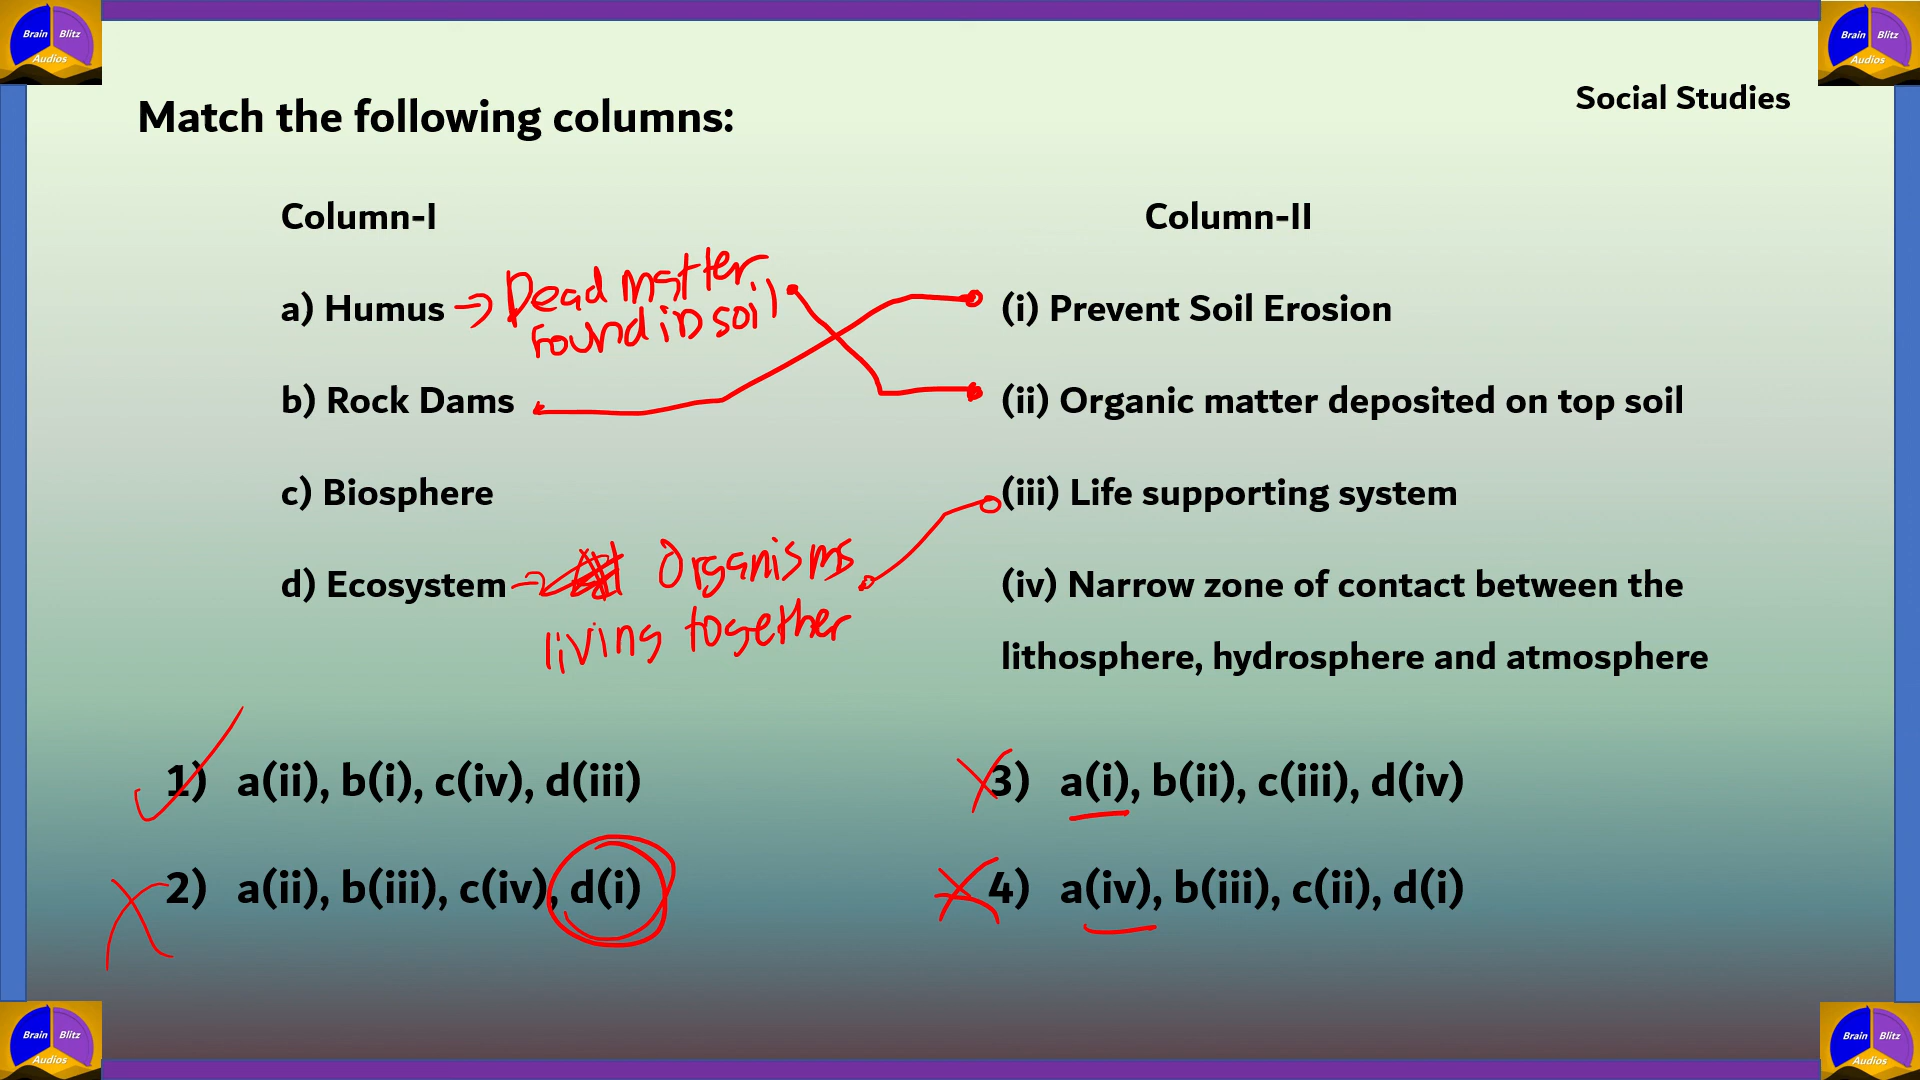 Brain Blitz
Audios
Brain Blitz
Audios
Social Studies
Match the following columns:
Column-I
Column-II
a) Humus → Dead matter,
found in soil
(i) Prevent Soil Erosion
b) Rock Dams
(ii) Organic matter deposited on top soil
c) Biosphere
(iii) Life supporting system
d) Ecosystem → Organisms
living together
(iv) Narrow zone of contact between the
lithosphere, hydrosphere and atmosphere
1) a(ii), b(i), c(iv), d(iii)
3) a(i), b(ii), c(iii), d(iv)
2) a(ii), b(iii), c(iv), d(i)
4) a(iv), b(iii), c(ii), d(i)
Brain Blitz
Audios
Brain Blitz
Audios